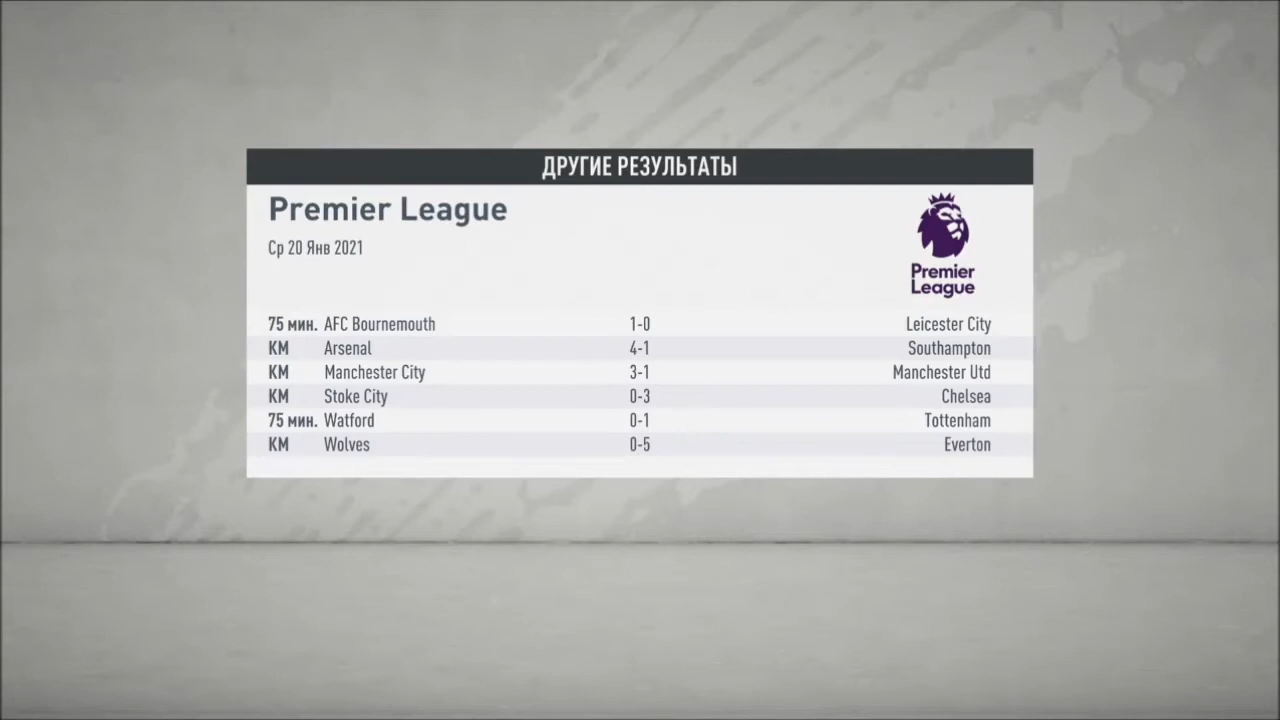 ДРУГИЕ РЕЗУЛЬТАТЫ
Premier League
Ср 20 Янв 2021
Premier
League
75 мин. AFC Bournemouth 1-0 Leicester City
КМ Arsenal 4-1 Southampton
КМ Manchester City 3-1 Manchester Utd
КМ Stoke City 0-3 Chelsea
75 мин. Watford 0-1 Tottenham
КМ Wolves 0-5 Everton